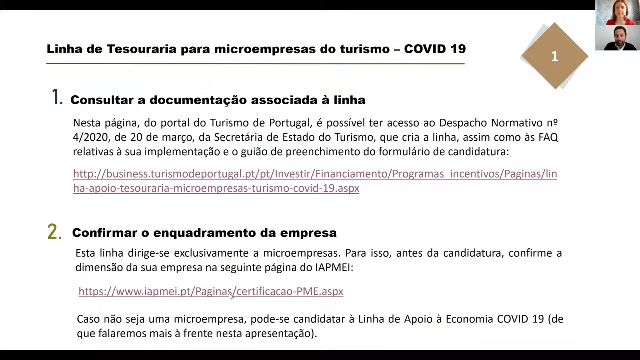 Linha de Tesouraria para microempresas do turismo – COVID 19
1
1. Consultar a documentação associada à linha
Nesta página, do portal do Turismo de Portugal, é possível ter acesso ao Despacho Normativo nº
4/2020, de 20 de março, da Secretária de Estado do Turismo, que cria a linha, assim como às FAQ
relativas à sua implementação e o guião de preenchimento do formulário de candidatura:
http://business.turismodeportugal.pt/pt/Investir/Financiamento/Programas_incentivos/Paginas/lin
ha-apoio-tesouraria-microempresas-turismo-covid-19.aspx
2. Confirmar o enquadramento da empresa
Esta linha dirige-se exclusivamente a microempresas. Para isso, antes da candidatura, confirme a
dimensão da sua empresa na seguinte página do IAPMEI:
https://www.iapmei.pt/Paginas/certificacao-PME.aspx
Caso não seja uma microempresa, pode-se candidatar à Linha de Apoio à Economia COVID 19 (de
que falaremos mais à frente nesta apresentação).